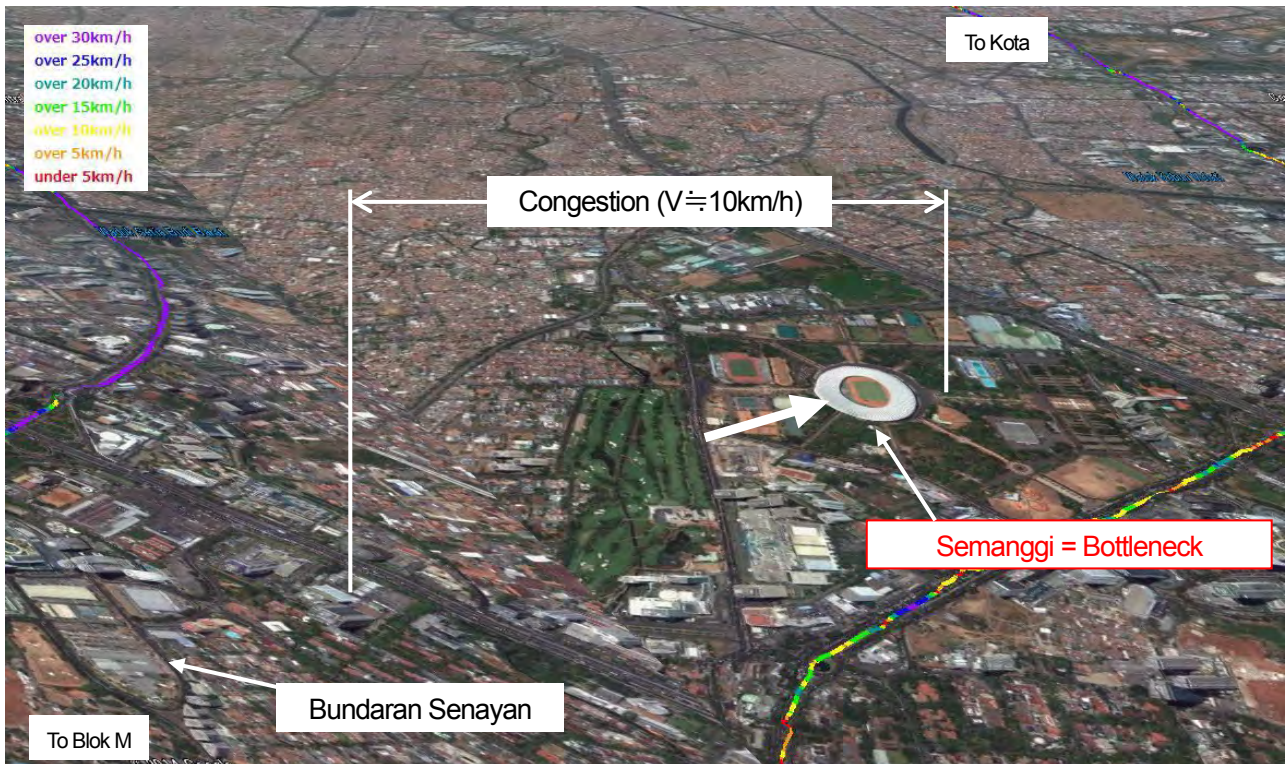 over 30km/h
over 25km/h
over 20km/h
over 15km/h
over 10km/h
over 5km/h
under 5km/h
To Kota
Congestion (V≒10km/h)
Semanggi = Bottleneck
Bundaran Senayan
To Blok M